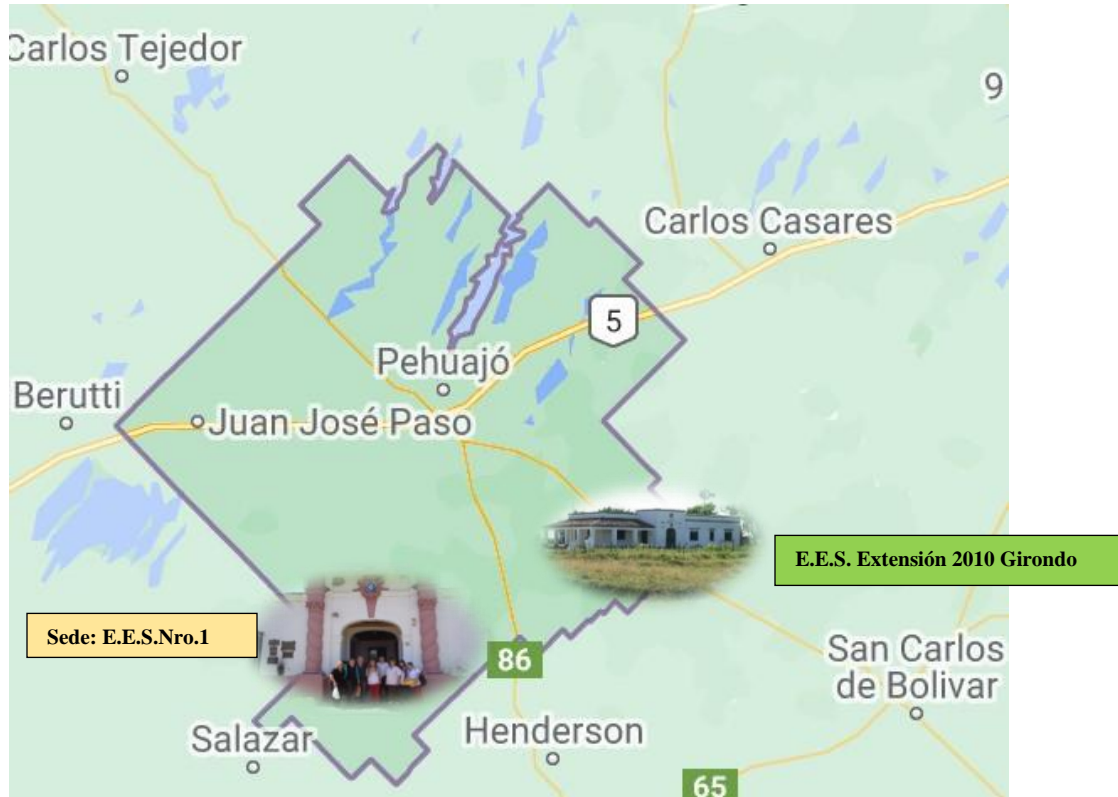 Carlos Tejedor
9
Carlos Casares
5
Pehuajó
Berutti
Juan José Paso
E.E.S. Extensión 2010 Girondo
Sede: E.E.S.Nro.1
86
San Carlos
de Bolivar
Salazar
Henderson
65